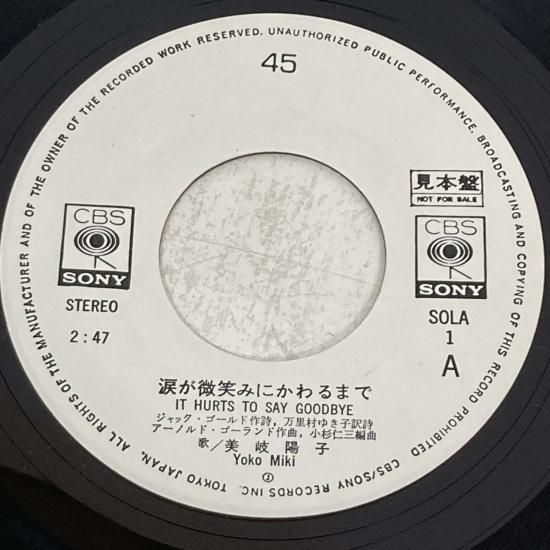 ALL RIGHTS OF THE MANUFACTURER AND OF THE OWNER OF THE RECORDED WORK RESERVED. UNAUTHORIZED PUBLIC PERFORMANCE, BROADCASTING AND COPYING OF THIS RECORD PROHIBITED
45
見本盤
NOT FOR SALE
CBS
SONY
CBS
SONY
STEREO
2:47
SOLA
1
A
涙が微笑みにかわるまで
IT HURTS TO SAY GOODBYE
ジャック・ゴールド作詩, 万里村ゆき子訳詩
アーノルド・ゴーランド作曲, 小杉仁三編曲
歌/美岐陽子
Yoko Miki
Ⓟ
CBS/SONY RECORDS INC. TOKYO JAPAN.